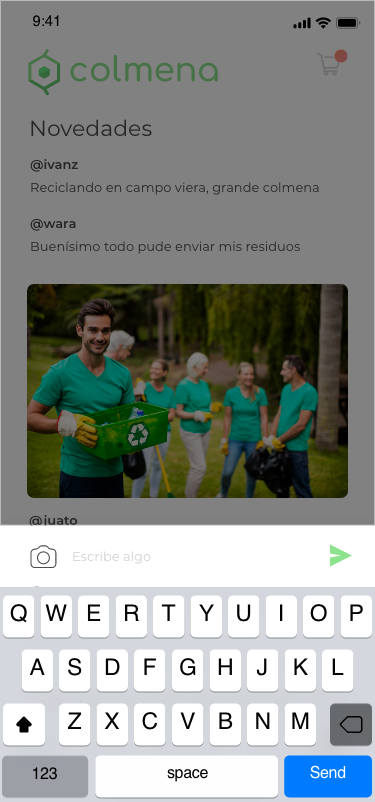 9:41
colmena
Novedades
@ivanz
Reciclando en campo viera, grande colmena
@wara
Buenísimo todo pude enviar mis residuos
@juato
Escribe algo
Q W E R T Y U I O P
A S D F G H J K L
Z X C V B N M
123 space Send